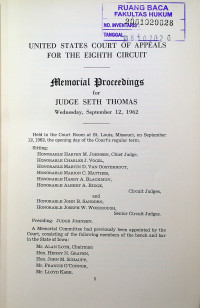 RUANG BACA
FAKULTAS HUKUM
NO. INVENTARIS
TANGGAL
UNITED STATES COURT OF APPEALS
FOR THE EIGHTH CIRCUIT
Memorial Proceedings
for
JUDGE SETH THOMAS
Wednesday, September 12, 1962
Held in the Court Room at St. Louis, Missouri, on September
12, 1962, the opening day of the Court's regular term.
Sitting:
HONORABLE HARVEY M. JOHNSEN, Chief Judge,
HONORABLE CHARLES J. VOGEL,
HONORABLE MARTIN D. VAN OOSTERHOUT,
HONORABLE MARION C. MATTHES,
HONORABLE HARRY A. BLACKMUN,
HONORABLE ALBERT A. RIDGE,
Circuit Judges,
and
HONORABLE JOHN B. SANBORN,
HONORABLE JOSEPH W. WOODROUGH,
Senior Circuit Judges.
Presiding: JUDGE JOHNSEN.
A Memorial Committee had previously been appointed by the
Court, consisting of the following members of the bench and bar
in the State of Iowa:
MR. ALAN LOTH, Chairman
HON. HENRY N. GRAVEN,
HON. JOHN M.
MR. FRANCIS O'CONNOR,
MR. LLOYD KARR.